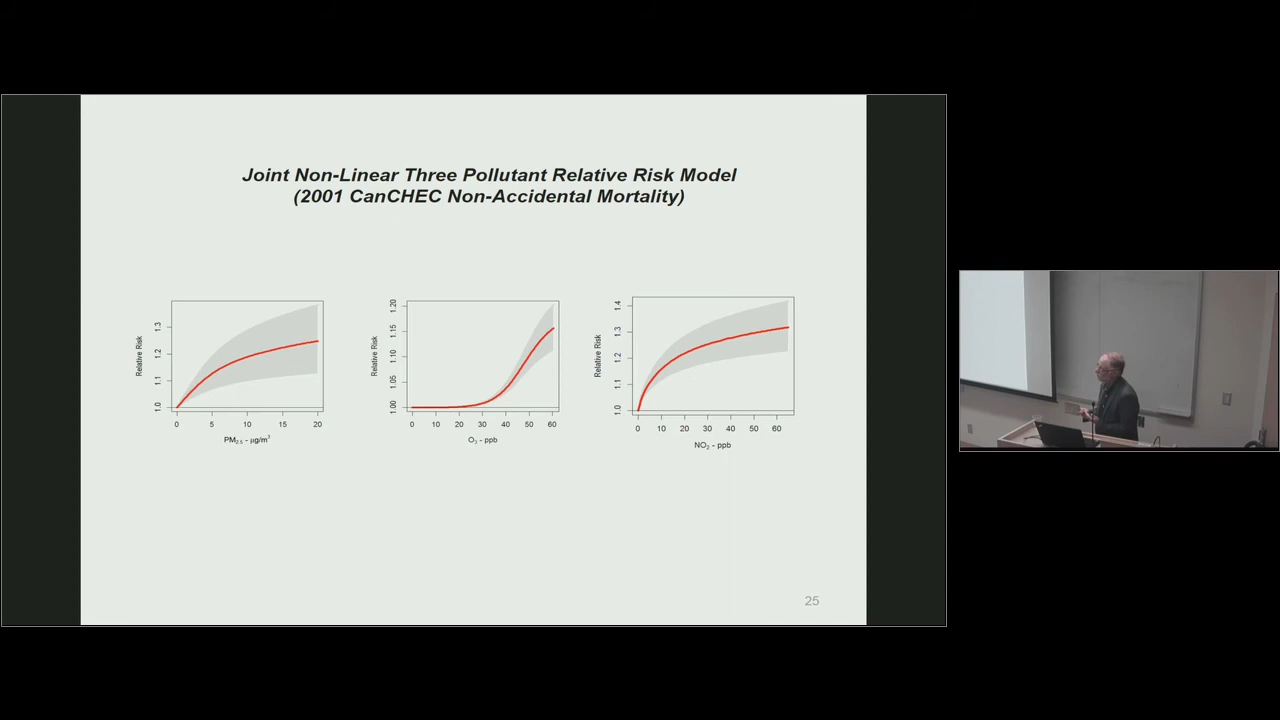 Joint Non-Linear Three Pollutant Relative Risk Model
(2001 CanCHEC Non-Accidental Mortality)
Relative Risk
1.0 1.1 1.2 1.3
0 5 10 15 20
PM2.5 - µg/m3
Relative Risk
1.00 1.05 1.10 1.15 1.20
0 10 20 30 40 50 60
O3 - ppb
Relative Risk
1.0 1.1 1.2 1.3 1.4
0 10 20 30 40 50 60
NO2 - ppb
25